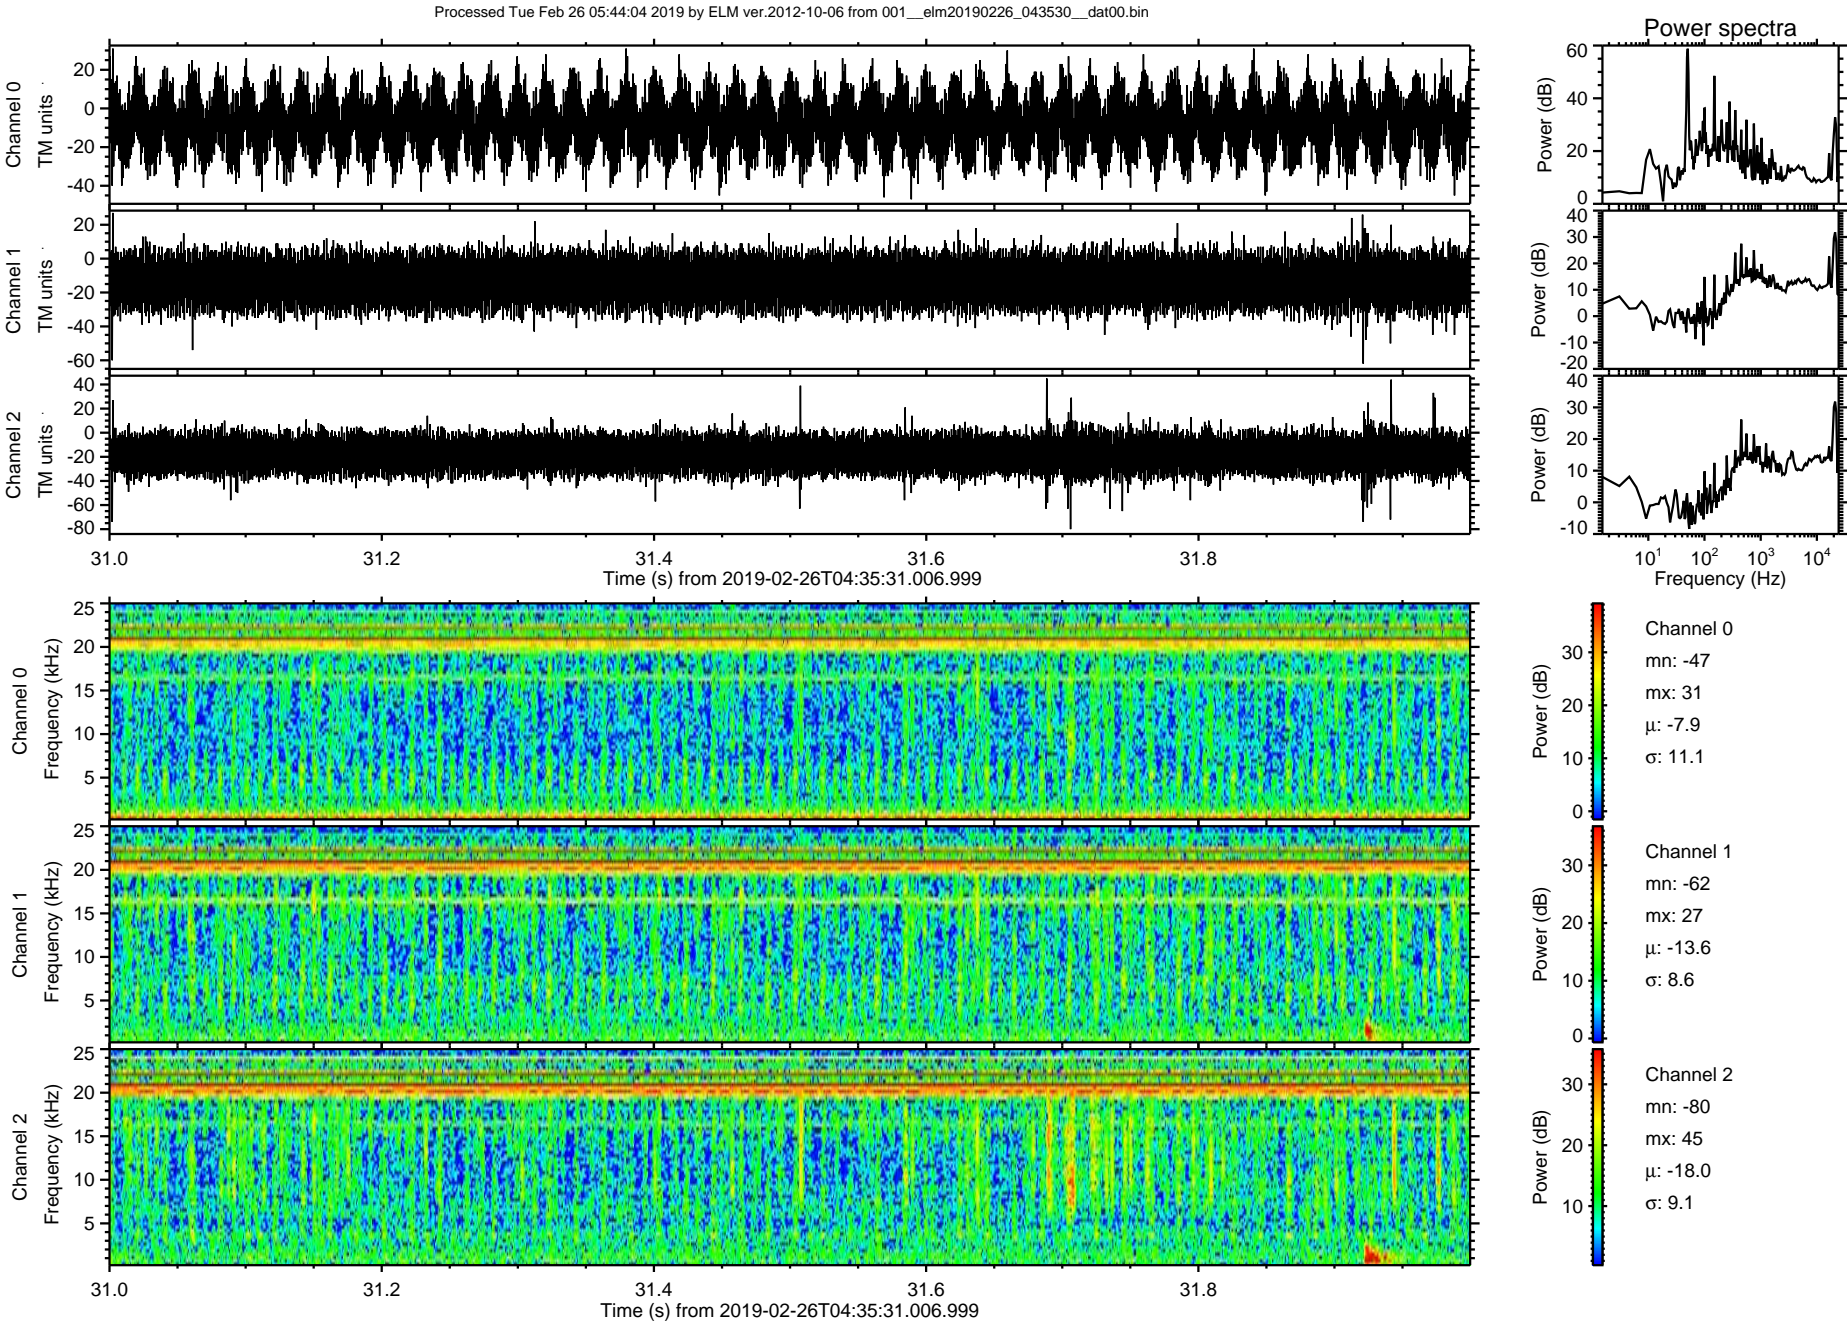 Processed Tue Feb 26 05:44:04 2019 by ELM ver.2012-10-06 from 001__elm20190226_043530__dat00.bin
Power spectra
Channel 0
TM units
20
0
-20
-40
Power (dB)
60
40
20
0
Channel 1
TM units
20
0
-20
-40
-60
Power (dB)
40
30
20
10
0
-10
-20
Channel 2
TM units
40
20
0
-20
-40
-60
-80
Power (dB)
40
30
20
10
0
-10
31.0 31.2 31.4 31.6 31.8
Time (s) from 2019-02-26T04:35:31.006.999
10^1 10^2 10^3 10^4
Frequency (Hz)
Channel 0
Frequency (kHz)
25
20
15
10
5
Power (dB)
30
20
10
0
Channel 0
mn: -47
mx: 31
μ: -7.9
σ: 11.1
Channel 1
Frequency (kHz)
25
20
15
10
5
Power (dB)
30
20
10
0
Channel 1
mn: -62
mx: 27
μ: -13.6
σ: 8.6
Channel 2
Frequency (kHz)
25
20
15
10
5
Power (dB)
30
20
10
Channel 2
mn: -80
mx: 45
μ: -18.0
σ: 9.1
31.0 31.2 31.4 31.6 31.8
Time (s) from 2019-02-26T04:35:31.006.999